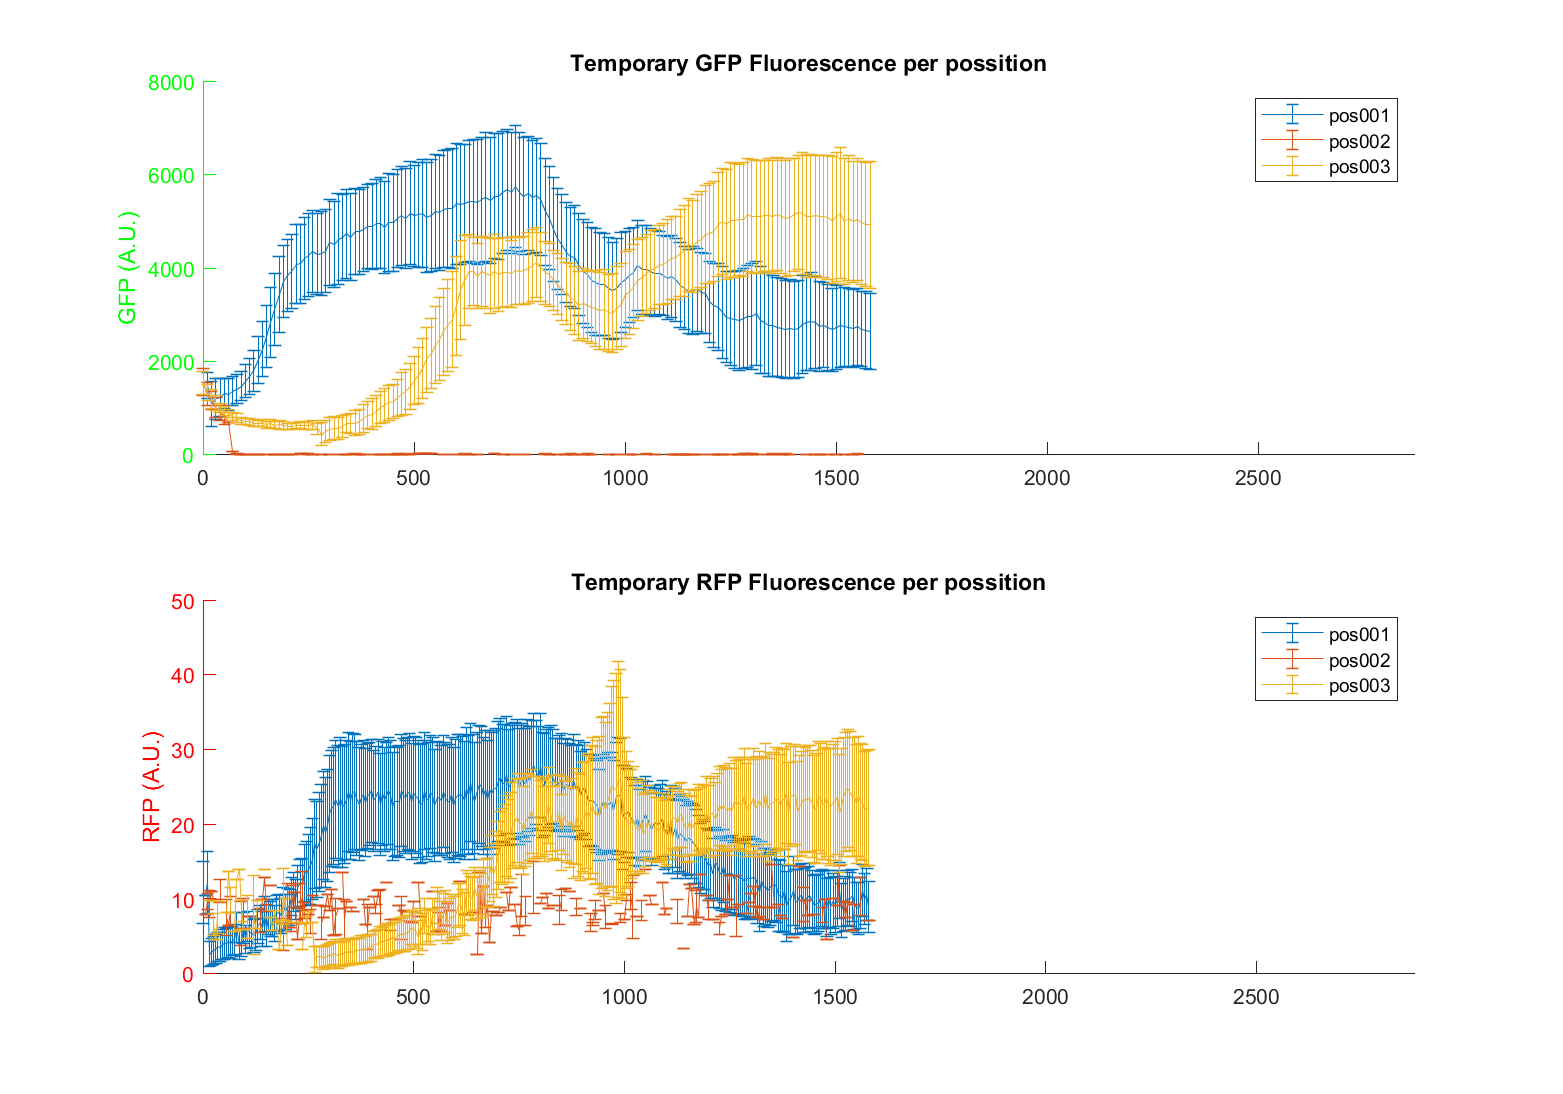 Temporary GFP Fluorescence per possition
8000
6000
4000
2000
0
GFP (A.U.)
0 500 1000 1500 2000 2500
pos001
pos002
pos003
Temporary RFP Fluorescence per possition
50
40
30
20
10
0
RFP (A.U.)
0 500 1000 1500 2000 2500
pos001
pos002
pos003